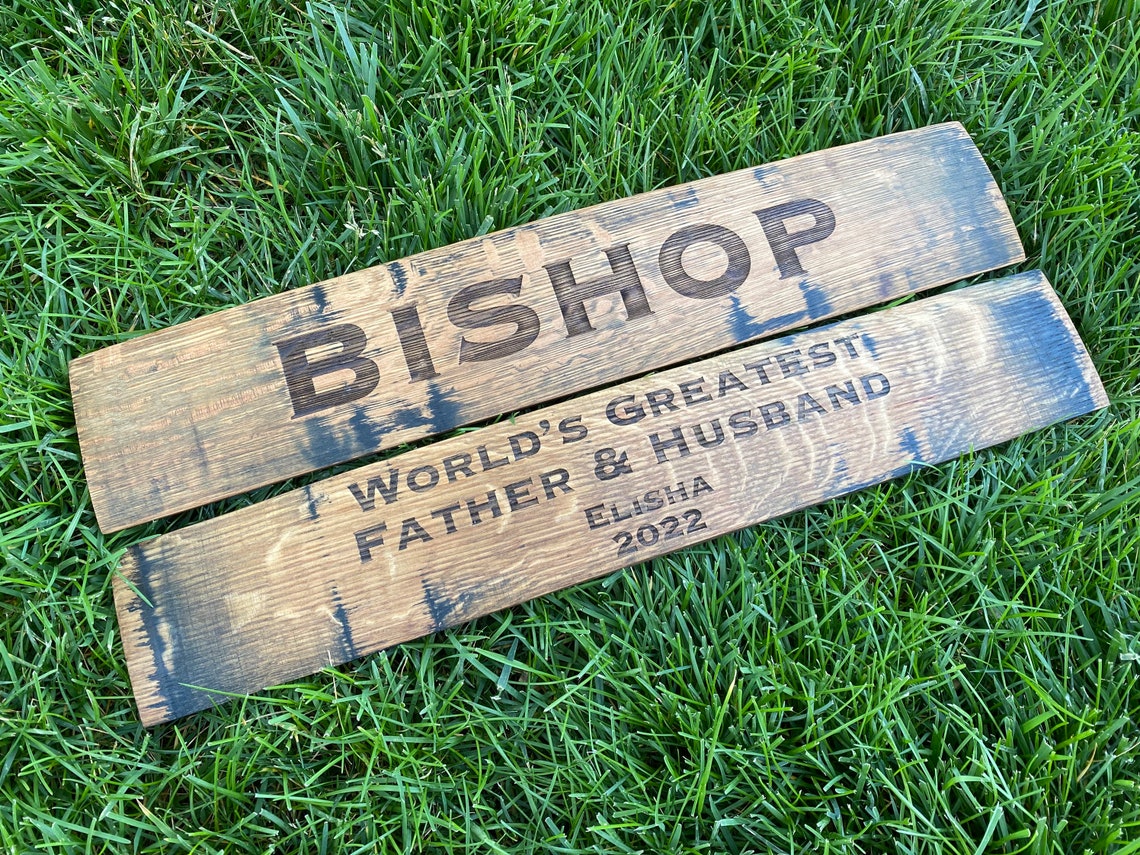 BISHOP
WORLD'S GREATEST
FATHER & HUSBAND
ELISHA
2022